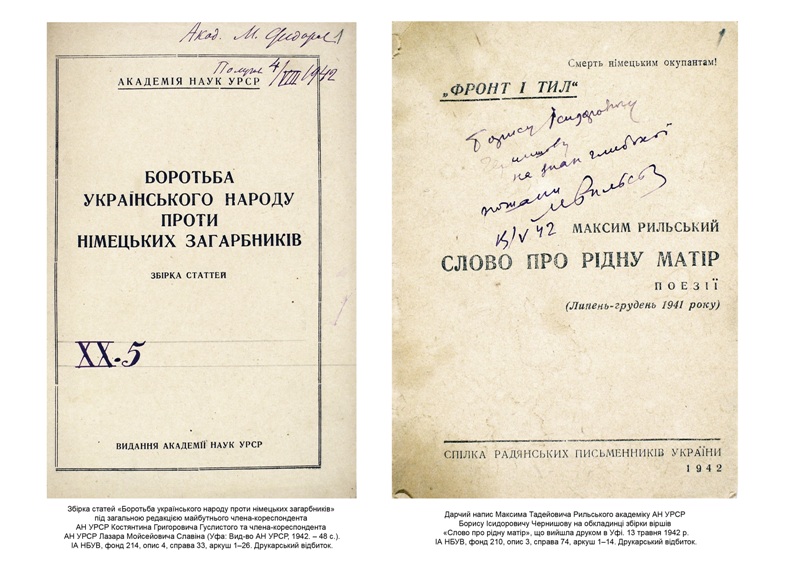 Акад. М. Федоров
1
Получ. 4/VIII 1942
АКАДЕМІЯ НАУК УРСР
БОРОТЬБА
УКРАЇНСЬКОГО НАРОДУ
ПРОТИ
НІМЕЦЬКИХ ЗАГАРБНИКІВ
ЗБІРКА СТАТТЕЙ
XX-5
ВИДАННЯ АКАДЕМІЇ НАУК УРСР
Збірка статей «Боротьба українського народу проти німецьких загарбників»
під загальною редакцією майбутнього члена-кореспондента
АН УРСР Костянтина Григоровича Гуслистого та члена-кореспондента
АН УРСР Лазаря Мойсейовича Славіна (Уфа: Вид-во АН УРСР, 1942. – 48 с.).
ІА НБУВ, фонд 214, опис 4, справа 33, аркуш 1–26. Друкарський відбиток.
1
Смерть німецьким окупантам!
„ФРОНТ І ТИЛ"
Борису Ісидоровичу
на знак глибокої
пошани
МРильськ
/V 42
МАКСИМ РИЛЬСЬКИЙ
СЛОВО ПРО РІДНУ МАТІР
ПОЕЗІЇ
(Липень-грудень 1941 року)
СПІЛКА РАДЯНСЬКИХ ПИСЬМЕННИКІВ УКРАЇНИ
1942
Дарчий напис Максима Тадейовича Рильського академіку АН УРСР
Борису Ісидоровичу Чернишову на обкладинці збірки віршів
«Слово про рідну матір», що вийшла друком в Уфі. 13 травня 1942 р.
ІА НБУВ, фонд 210, опис 3, справа 74, аркуш 1–14. Друкарський відбиток.